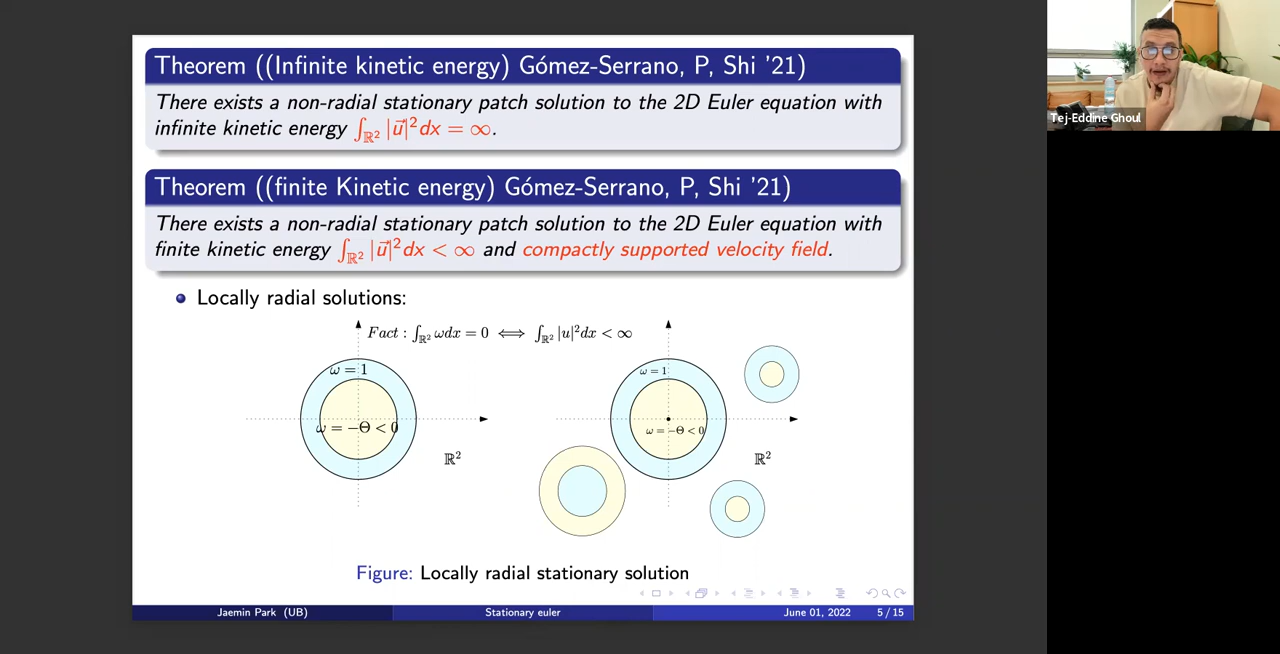 Theorem ((Infinite kinetic energy) Gómez-Serrano, P, Shi '21)
There exists a non-radial stationary patch solution to the 2D Euler equation with
infinite kinetic energy ∫_{ℝ²} |u⃗|²dx = ∞.
Theorem ((finite Kinetic energy) Gómez-Serrano, P, Shi '21)
There exists a non-radial stationary patch solution to the 2D Euler equation with
finite kinetic energy ∫_{ℝ²} |u⃗|²dx < ∞ and compactly supported velocity field.
Locally radial solutions:
Fact : ∫_{ℝ²} ωdx = 0 ⟺ ∫_{ℝ²} |u|²dx < ∞
ω = 1
ω = −Θ < 0
ℝ²
ω = 1
ω = −Θ < 0
ℝ²
Figure: Locally radial stationary solution
Jaemin Park (UB) Stationary euler June 01, 2022 5 / 15
Tej-Eddine Ghoul